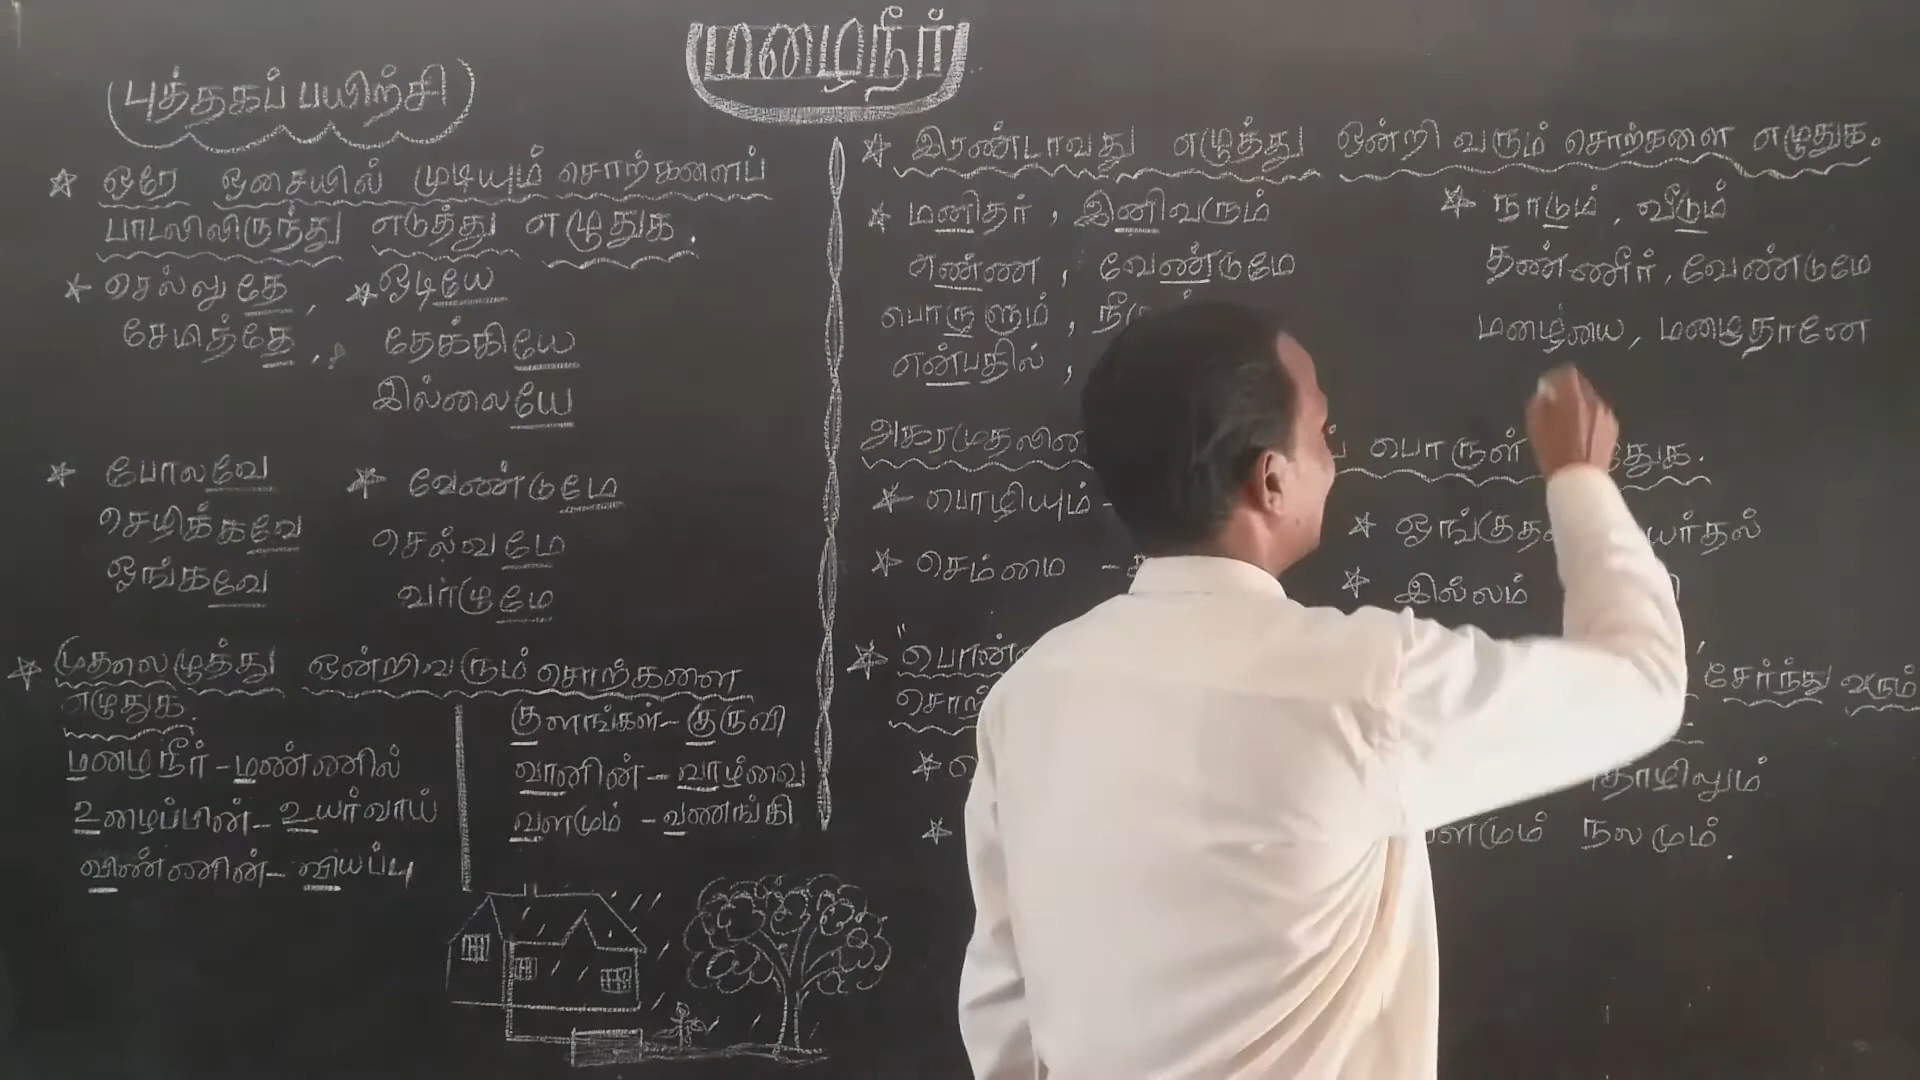 மழைநீர்
புத்தகப் பயிற்சி
ஒரே ஓசையில் முடியும் சொற்களைப்
பாடலிலிருந்து எடுத்து எழுதுக.
செல்லுதே, ஓடியே
சேமித்தே, தேக்கியே
இல்லையே
போலவே வேண்டுமே
செழிக்கவே செல்வமே
ஓங்கவே வாழுமே
முதலெழுத்து ஒன்றிவரும் சொற்களை
எழுதுக.
மழைநீர் - மண்ணில்
உழைப்பின் - உயர்வாய்
விண்ணின் - வியப்பு
குளங்கள் - குருவி
வானின் - வாழ்வை
வளமும் - வணங்கி
இரண்டாவது எழுத்து ஒன்றி வரும் சொற்களை எழுதுக.
மனிதர், இனிவரும்
எண்ண, வேண்டுமே
பொருளும்,
என்பதில்,
நாடும், வீடும்
தண்ணீர், வேண்டுமே
மழையை, மழைதானே
பொருள்
பொழியும் -
செம்மை -
இல்லம்
சேர்ந்து வரும்
நலமும்.